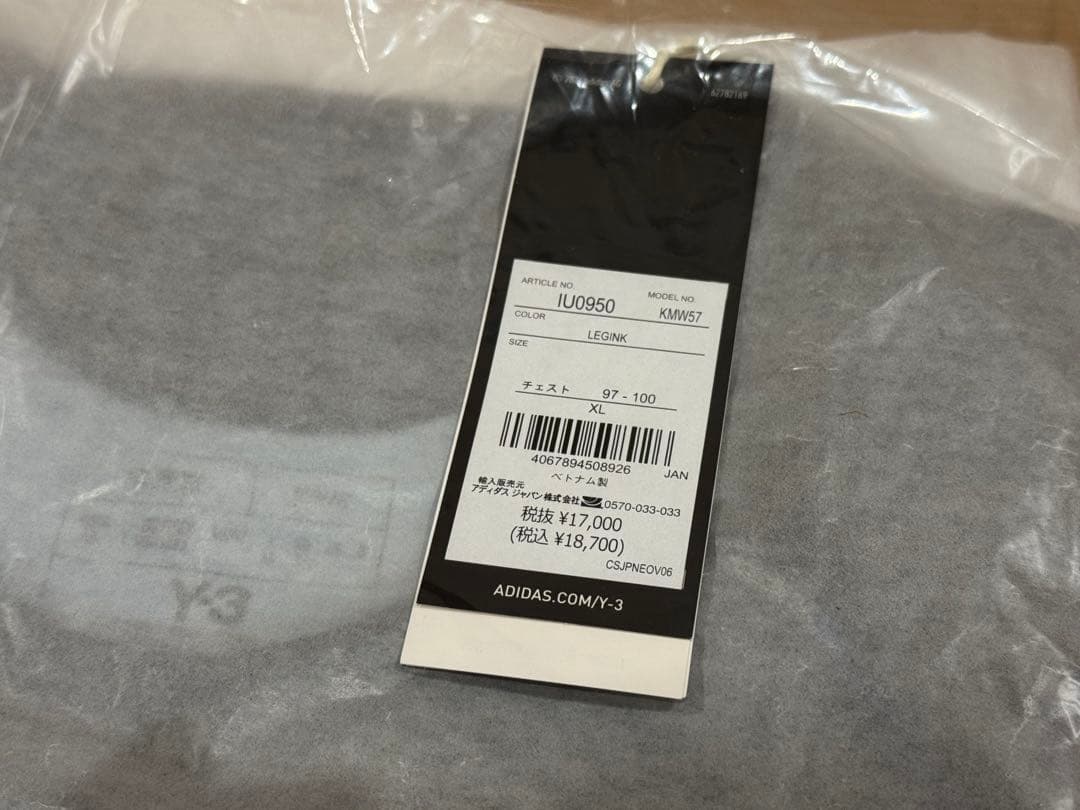 62782169
ARTICLE NO.
IU0950
MODEL NO.
KMW57
COLOR
LEGINK
SIZE
チェスト 97 - 100
XL
4067894508926
JAN
ベトナム製
輸入販売元
アディダス ジャパン株式会社 0570-033-033
税抜 ¥17,000
(税込 ¥18,700)
CSJPNEOV06
ADIDAS.COM/Y-3
Y-3